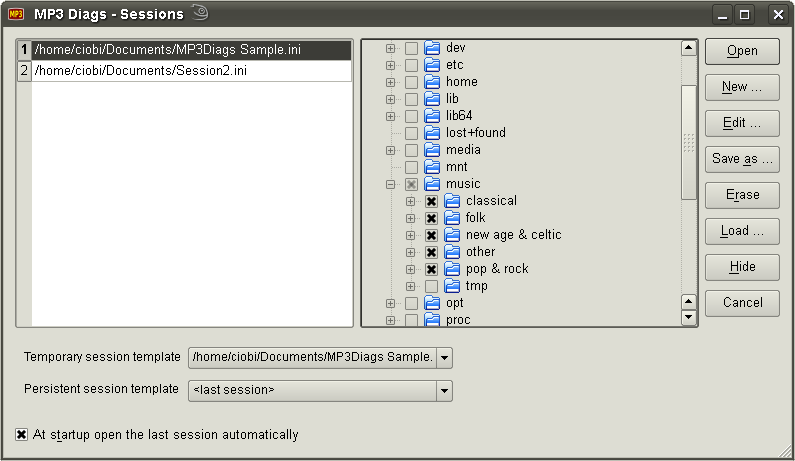 MP3 MP3 Diags - Sessions
1 /home/ciobi/Documents/MP3Diags Sample.ini
2 /home/ciobi/Documents/Session2.ini
dev
etc
home
lib
lib64
lost+found
media
mnt
music
classical
folk
new age & celtic
other
pop & rock
tmp
opt
proc
Open
New ...
Edit ...
Save as ...
Erase
Load ...
Hide
Cancel
Temporary session template /home/ciobi/Documents/MP3Diags Sample.
Persistent session template <last session>
At startup open the last session automatically